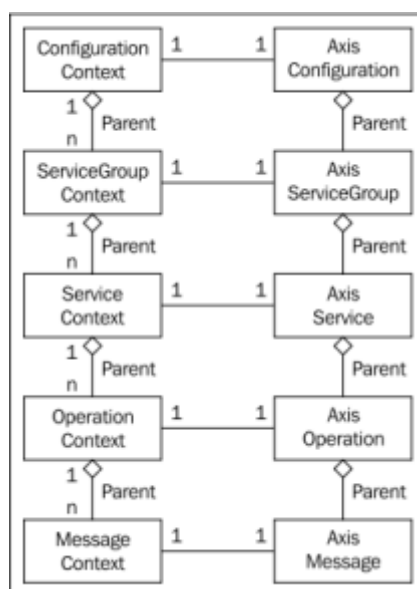 Configuration
Context
1
1
Axis
Configuration
1
Parent
n
Parent
ServiceGroup
Context
1
1
Axis
ServiceGroup
1
Parent
n
Parent
Service
Context
1
1
Axis
Service
1
Parent
n
Parent
Operation
Context
1
1
Axis
Operation
1
Parent
n
Parent
Message
Context
1
1
Axis
Message